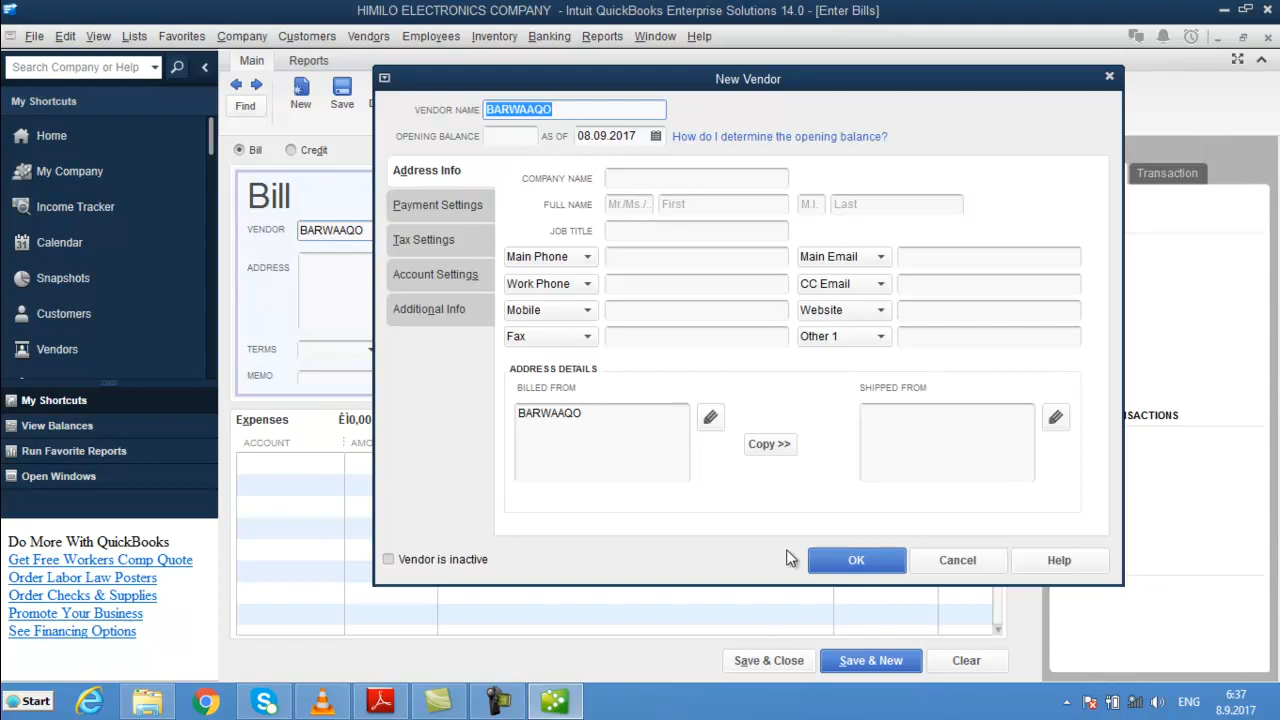 HIMILO ELECTRONICS COMPANY - Intuit QuickBooks Enterprise Solutions 14.0 - [Enter Bills]
File Edit View Lists Favorites Company Customers Vendors Employees Inventory Banking Reports Window Help
Search Company or Help
Main Reports
My Shortcuts
Home
My Company
Income Tracker
Calendar
Snapshots
Customers
Vendors
My Shortcuts
View Balances
Run Favorite Reports
Open Windows
Do More With QuickBooks
Get Free Workers Comp Quote
Order Labor Law Posters
Order Checks & Supplies
Promote Your Business
See Financing Options
Find New Save
Bill Credit
Bill
VENDOR BARWAAQO
ADDRESS
TERMS
MEMO
Expenses ÊÌ0,00
ACCOUNT AMO
New Vendor
VENDOR NAME BARWAAQO
OPENING BALANCE AS OF 08.09.2017 How do I determine the opening balance?
Address Info
Payment Settings
Tax Settings
Account Settings
Additional Info
COMPANY NAME
FULL NAME Mr./Ms./.. First M.I. Last
JOB TITLE
Main Phone Main Email
Work Phone CC Email
Mobile Website
Fax Other 1
ADDRESS DETAILS
BILLED FROM SHIPPED FROM
BARWAAQO
Copy >>
Vendor is inactive
OK Cancel Help
Transaction
Save & Close Save & New Clear
Start
ENG
6:37
8.9.2017